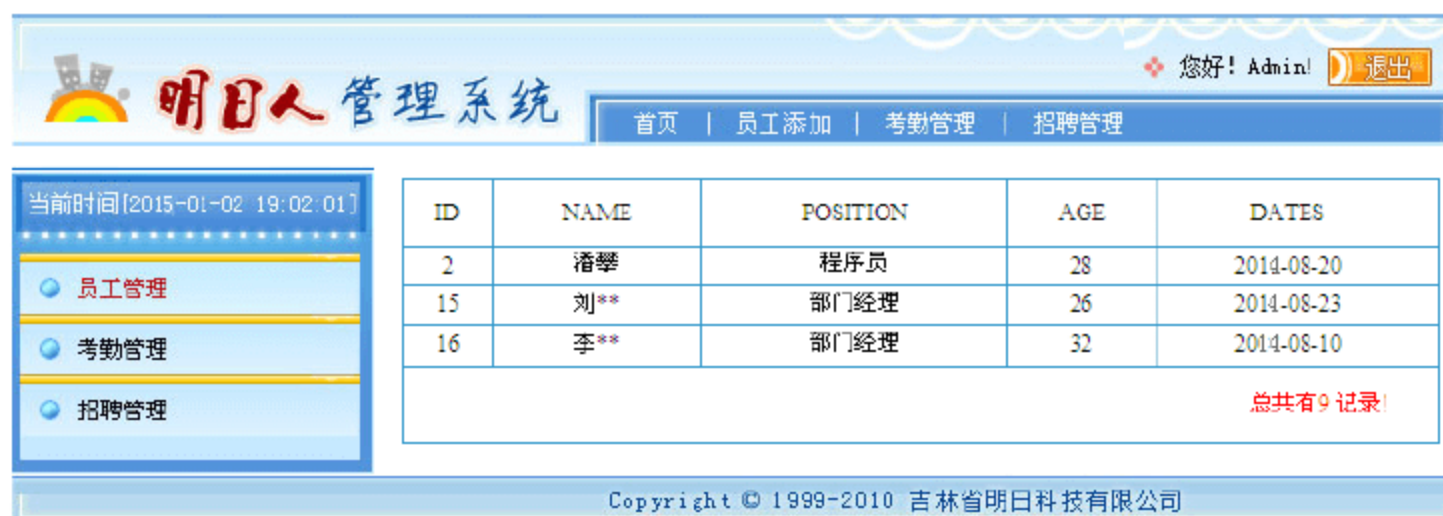 您好! Admin! 退出
明日人管理系统
首页 | 员工添加 | 考勤管理 | 招聘管理
当前时间[2015-01-02 19:02:01]
员工管理
考勤管理
招聘管理
ID NAME POSITION AGE DATES
2 潘攀 程序员 28 2014-08-20
15 刘** 部门经理 26 2014-08-23
16 李** 部门经理 32 2014-08-10
总共有9 记录!
Copyright © 1999-2010 吉林省明日科技有限公司